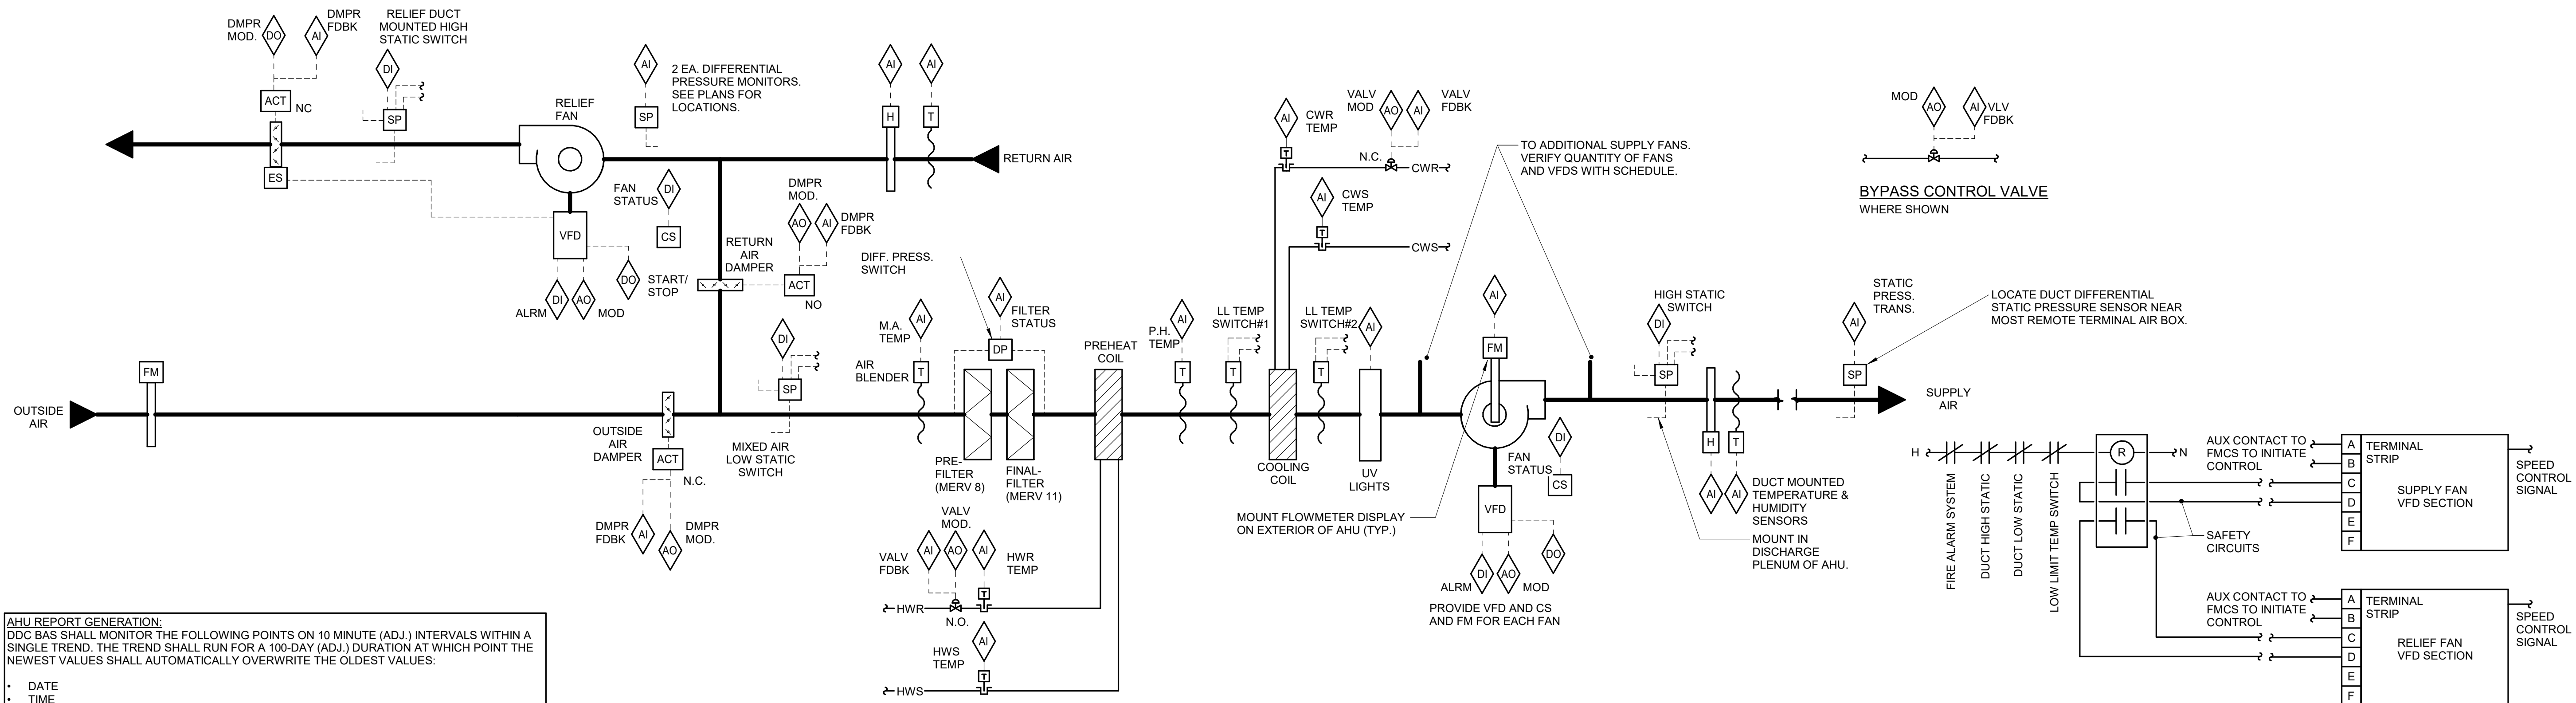 DMPR
MOD.
DO
AI
DMPR
FDBK
RELIEF DUCT
MOUNTED HIGH
STATIC SWITCH
DI
ACT
NC
SP
ES
RELIEF
FAN
AI
SP
2 EA. DIFFERENTIAL
PRESSURE MONITORS.
SEE PLANS FOR
LOCATIONS.
AI
AI
H
T
RETURN AIR
FAN
STATUS
DI
CS
VFD
DI
AO
ALRM
MOD
DO
START/
STOP
DMPR
MOD.
AO
AI
DMPR
FDBK
RETURN
AIR
DAMPER
ACT
NO
DIFF. PRESS.
SWITCH
AI
FILTER
STATUS
DP
M.A.
TEMP
AI
AIR
BLENDER
T
DI
SP
MIXED AIR
LOW STATIC
SWITCH
FM
OUTSIDE
AIR
OUTSIDE
AIR
DAMPER
ACT
N.C.
DMPR
FDBK
AI
AO
DMPR
MOD.
PRE-
FILTER
(MERV 8)
FINAL-
FILTER
(MERV 11)
PREHEAT
COIL
P.H.
TEMP
AI
T
LL TEMP
SWITCH#1
T
LL TEMP
SWITCH#2
T
AI
COOLING
COIL
UV
LIGHTS
AI
CWR
TEMP
T
VALV
MOD
AO
AI
VALV
FDBK
N.C.
CWR
AI
CWS
TEMP
T
CWS
VALV
MOD.
VALV
FDBK
AI
AO
AI
HWR
TEMP
T
HWR
N.O.
HWS
TEMP
AI
T
HWS
TO ADDITIONAL SUPPLY FANS.
VERIFY QUANTITY OF FANS
AND VFDS WITH SCHEDULE.
AI
FM
FAN
STATUS
DI
CS
VFD
MOUNT FLOWMETER DISPLAY
ON EXTERIOR OF AHU (TYP.)
DI
AO
ALRM
MOD
DO
PROVIDE VFD AND CS
AND FM FOR EACH FAN
HIGH STATIC
SWITCH
DI
SP
H
T
AI
AI
DUCT MOUNTED
TEMPERATURE &
HUMIDITY
SENSORS
MOUNT IN
DISCHARGE
PLENUM OF AHU.
STATIC
PRESS.
TRANS.
AI
SP
LOCATE DUCT DIFFERENTIAL
STATIC PRESSURE SENSOR NEAR
MOST REMOTE TERMINAL AIR BOX.
SUPPLY
AIR
MOD
AO
AI
VLV
FDBK
BYPASS CONTROL VALVE
WHERE SHOWN
H
FIRE ALARM SYSTEM
DUCT HIGH STATIC
DUCT LOW STATIC
LOW LIMIT TEMP SWITCH
R
N
AUX CONTACT TO
FMCS TO INITIATE
CONTROL
A
B
C
D
E
F
TERMINAL
STRIP
SUPPLY FAN
VFD SECTION
SPEED
CONTROL
SIGNAL
SAFETY
CIRCUITS
AUX CONTACT TO
FMCS TO INITIATE
CONTROL
A
B
C
D
E
F
TERMINAL
STRIP
RELIEF FAN
VFD SECTION
SPEED
CONTROL
SIGNAL
AHU REPORT GENERATION:
DDC BAS SHALL MONITOR THE FOLLOWING POINTS ON 10 MINUTE (ADJ.) INTERVALS WITHIN A
SINGLE TREND. THE TREND SHALL RUN FOR A 100-DAY (ADJ.) DURATION AT WHICH POINT THE
NEWEST VALUES SHALL AUTOMATICALLY OVERWRITE THE OLDEST VALUES:
• DATE
• TIME